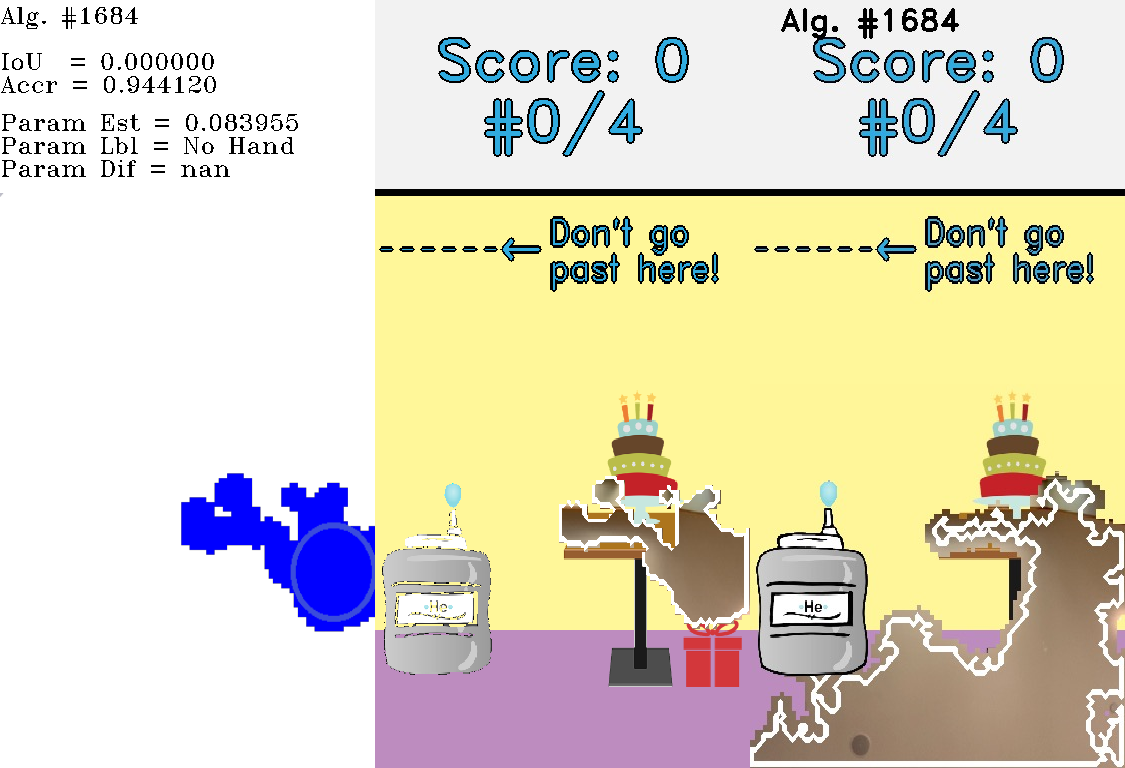 Alg. #1684
IoU = 0.000000
Accr = 0.944120
Param Est = 0.083955
Param Lbl = No Hand
Param Dif = nan
Score: 0
#0/4
Don't go
past here!
He
Alg. #1684
Score: 0
#0/4
Don't go
past here!
He